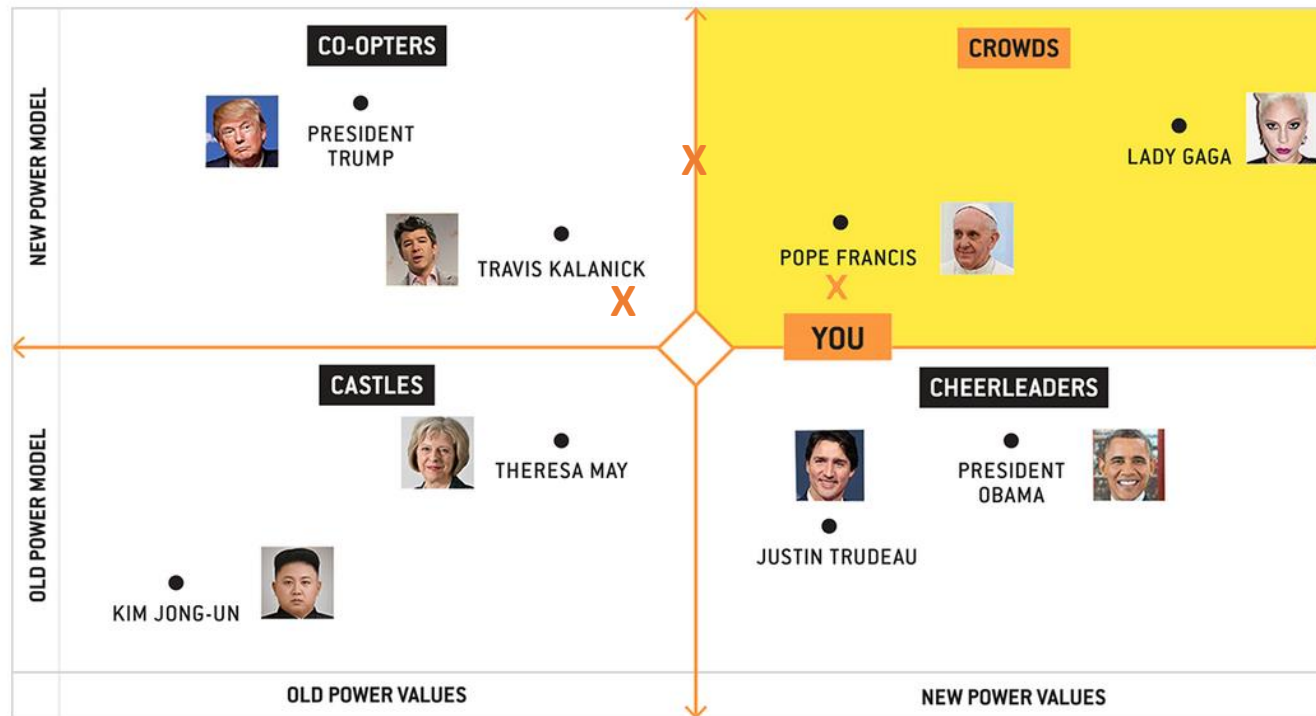 CO-OPTERS
CROWDS
NEW POWER MODEL
PRESIDENT
TRUMP
X
LADY GAGA
TRAVIS KALANICK
POPE FRANCIS
X
X
YOU
CASTLES
CHEERLEADERS
OLD POWER MODEL
THERESA MAY
PRESIDENT
OBAMA
JUSTIN TRUDEAU
KIM JONG-UN
OLD POWER VALUES
NEW POWER VALUES